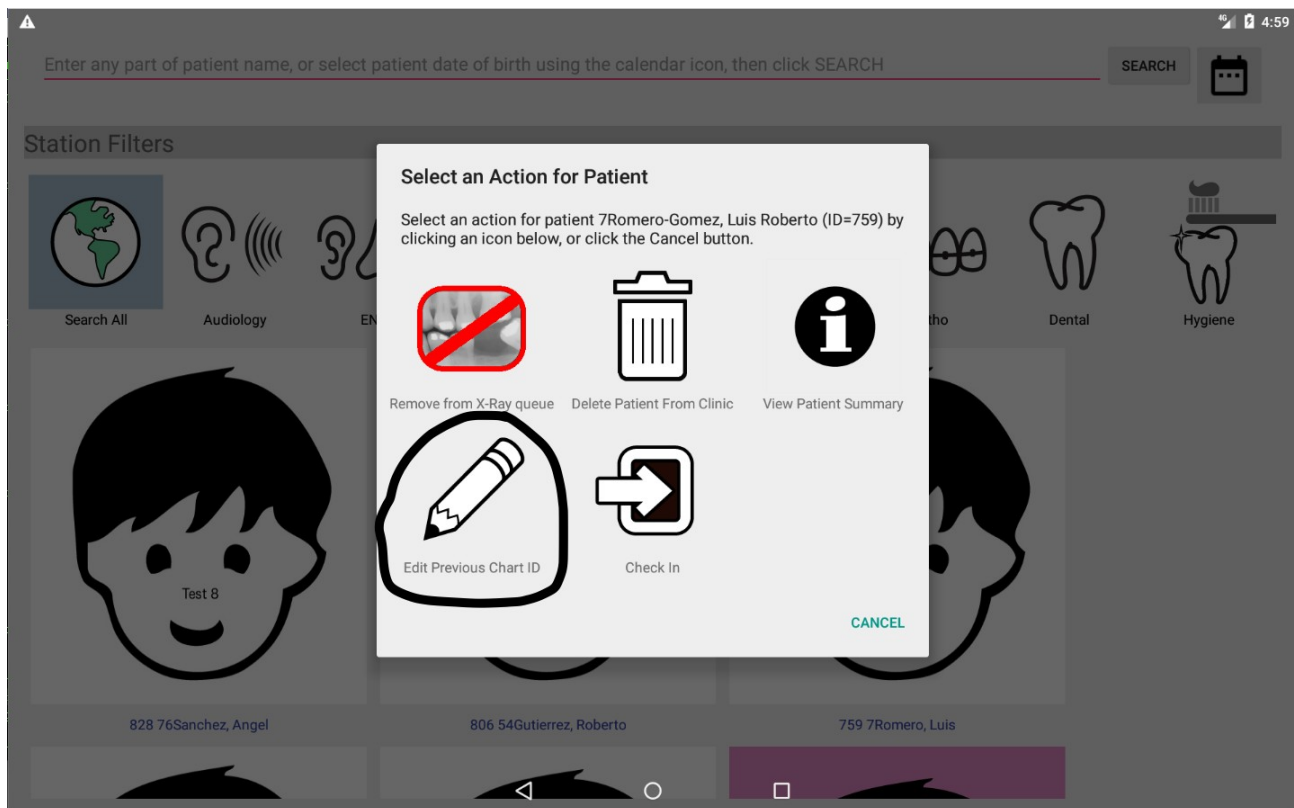 4G 4:59
Enter any part of patient name, or select patient date of birth using the calendar icon, then click SEARCH
SEARCH
Station Filters
Select an Action for Patient
Select an action for patient 7Romero-Gomez, Luis Roberto (ID=759) by
clicking an icon below, or click the Cancel button.
Search All
Audiology
EN
tho
Dental
Hygiene
Remove from X-Ray queue
Delete Patient From Clinic
View Patient Summary
Edit Previous Chart ID
Check In
Test 8
CANCEL
828 76Sanchez, Angel
806 54Gutierrez, Roberto
759 7Romero, Luis